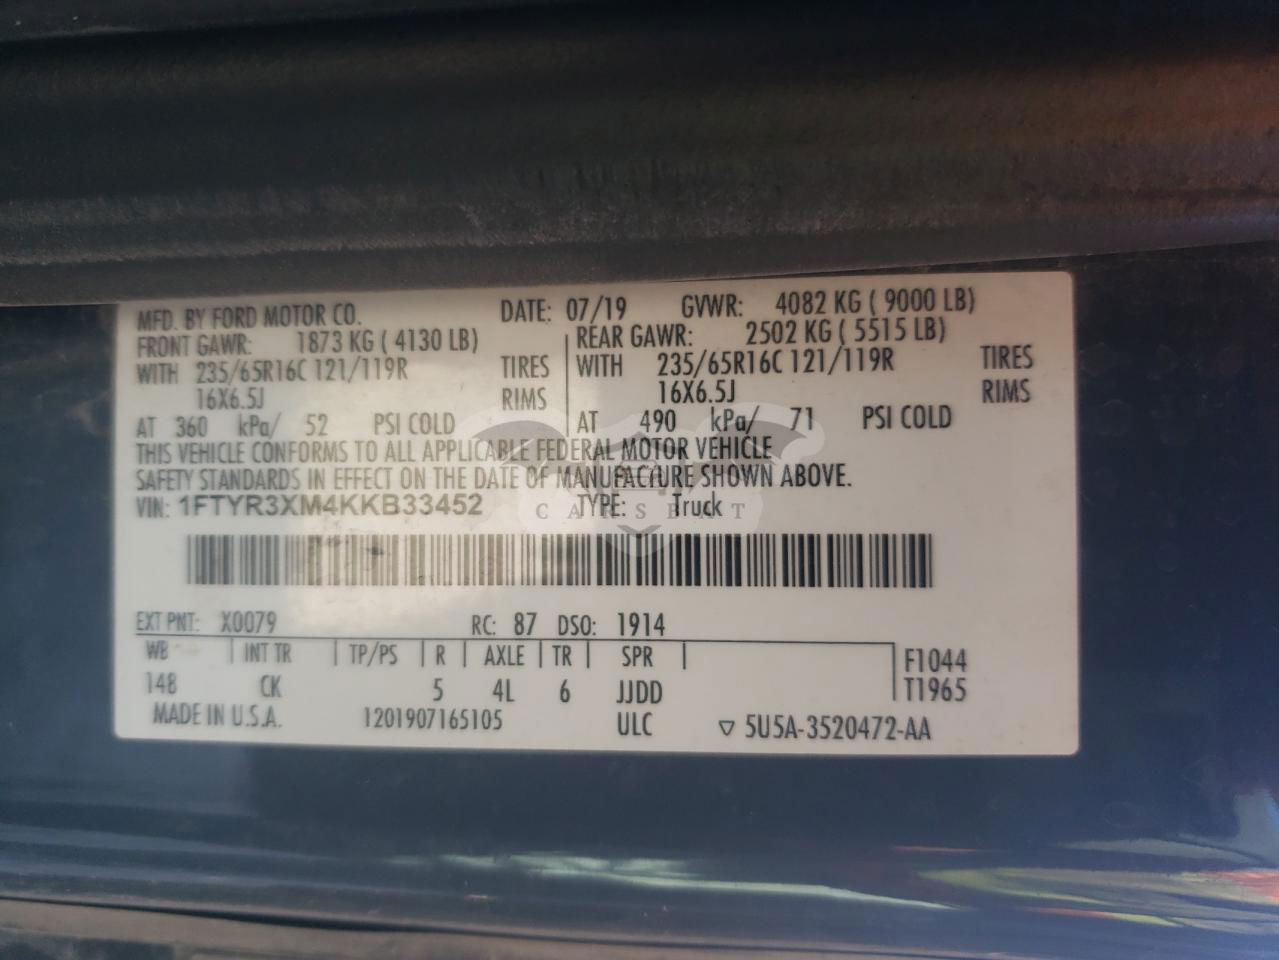 MFD. BY FORD MOTOR CO. DATE: 07/19 GVWR: 4082 KG ( 9000 LB)
FRONT GAWR: 1873 KG ( 4130 LB) REAR GAWR: 2502 KG ( 5515 LB)
WITH 235/65R16C 121/119R TIRES WITH 235/65R16C 121/119R TIRES
16X6.5J RIMS 16X6.5J RIMS
AT 360 kPa/ 52 PSI COLD AT 490 kPa/ 71 PSI COLD
THIS VEHICLE CONFORMS TO ALL APPLICABLE FEDERAL MOTOR VEHICLE
SAFETY STANDARDS IN EFFECT ON THE DATE OF MANUFACTURE SHOWN ABOVE.
VIN: 1FTYR3XM4KKB33452 TYPE: Truck
CARSBAT
EXT PNT: X0079 RC: 87 DSO: 1914
WB INT TR TP/PS R AXLE TR SPR F1044
148 CK 5 4L 6 JJDD T1965
MADE IN U.S.A. 1201907165105 ULC ▽ 5U5A-3520472-AA